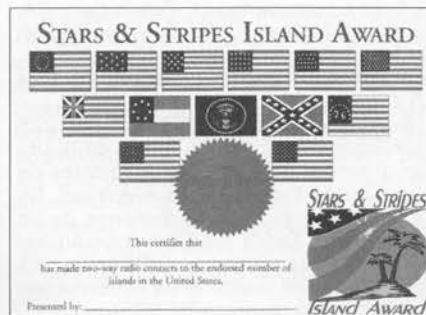 STARS & STRIPES ISLAND AWARD
76
This certifies that
has made two-way radio contacts to the endorsed number of
islands in the United States.
Presented by:
STARS & STRIPES
ISLAND AWARD